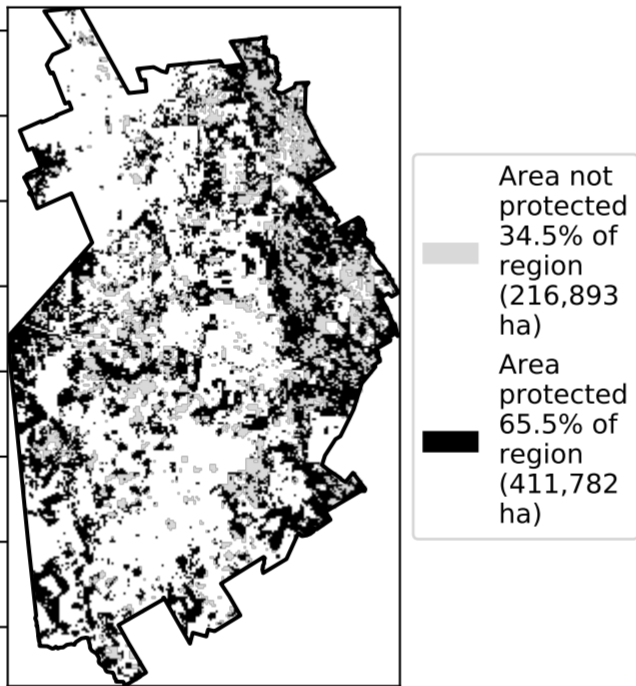 Area not
protected
34.5% of
region
(216,893
ha)
Area
protected
65.5% of
region
(411,782
ha)